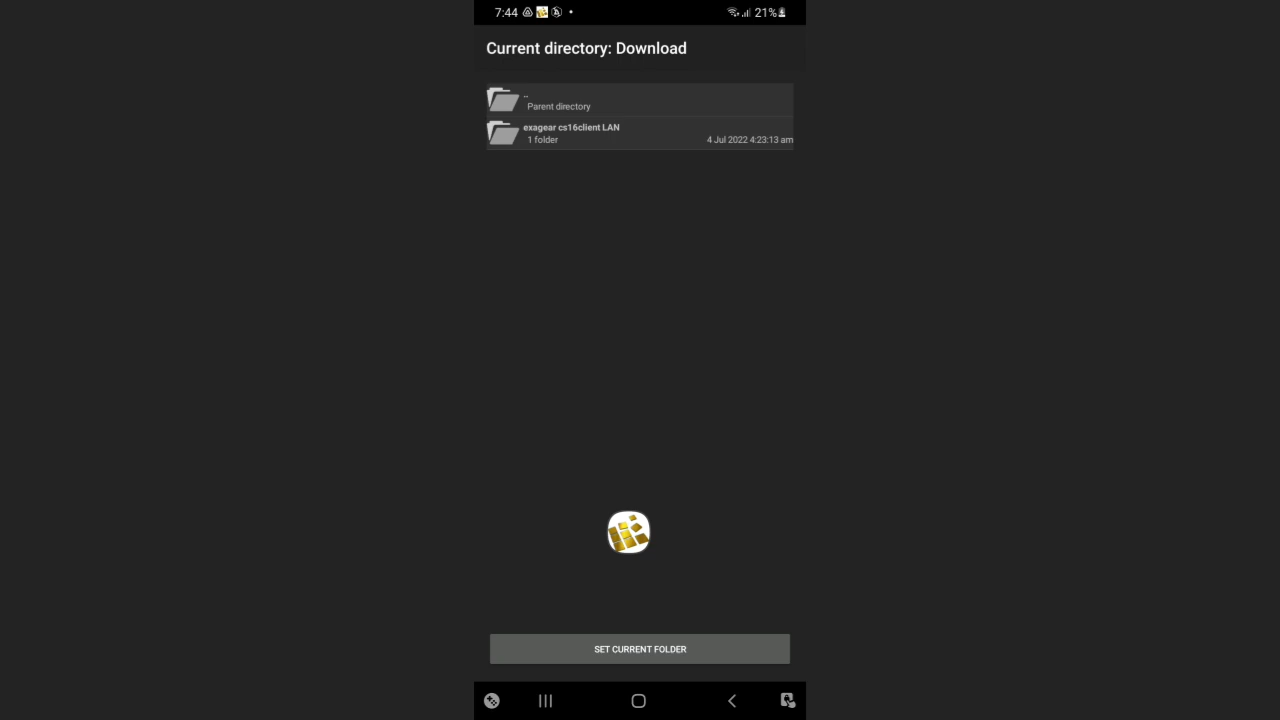 7:44 21%
Current directory: Download
..
Parent directory
exagear cs16client LAN
1 folder 4 Jul 2022 4:23:13 am
SET CURRENT FOLDER